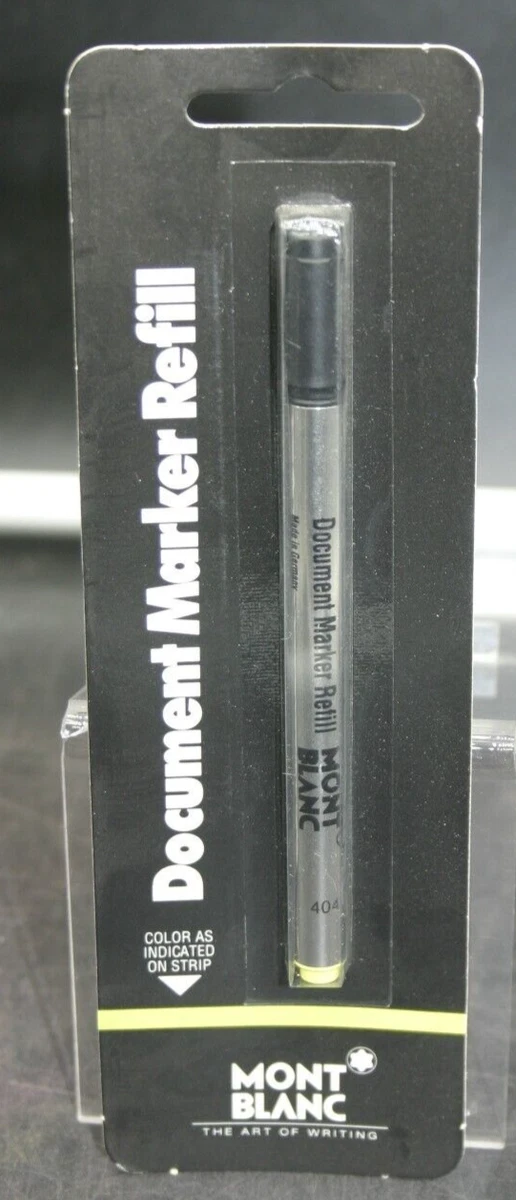 Document Marker Refill
Made in Germany
Document Marker Refill
MONT
BLANC
404
COLOR AS
INDICATED
ON STRIP
MONT
BLANC
THE ART OF WRITING